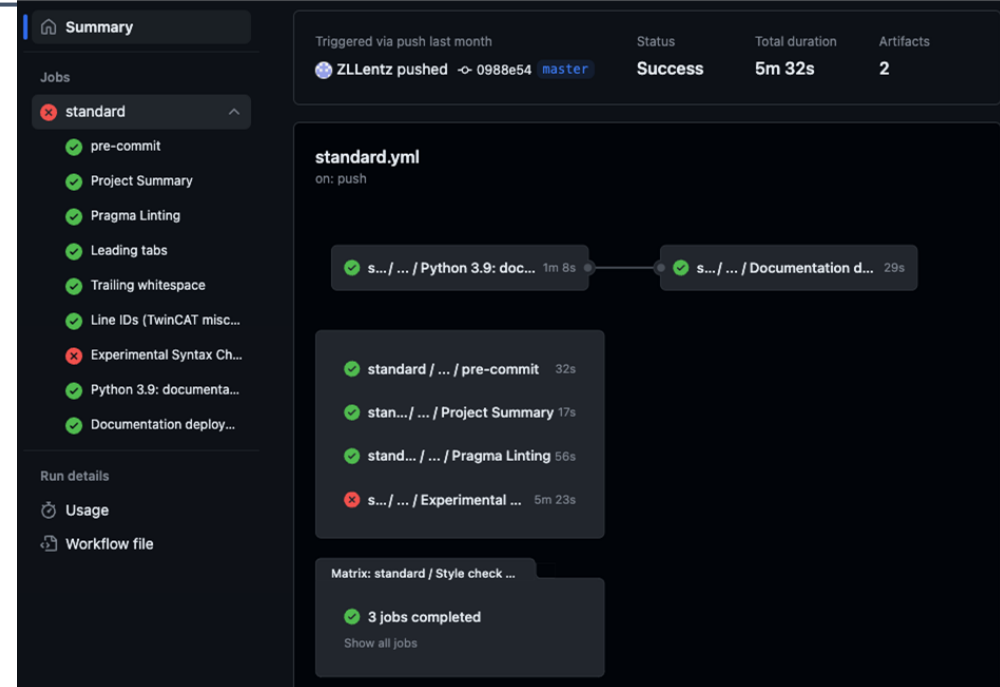 Summary
Jobs
standard
pre-commit
Project Summary
Pragma Linting
Leading tabs
Trailing whitespace
Line IDs (TwinCAT misc...
Experimental Syntax Ch...
Python 3.9: documenta...
Documentation deploy...
Run details
Usage
Workflow file
Triggered via push last month
ZLLentz pushed 0988e54 master
Status
Success
Total duration
5m 32s
Artifacts
2
standard.yml
on: push
s.../ ... / Python 3.9: doc... 1m 8s
s.../ ... / Documentation d... 29s
standard / ... / pre-commit 32s
stan.../ ... / Project Summary 17s
stand... / ... / Pragma Linting 56s
s.../ ... / Experimental ... 5m 23s
Matrix: standard / Style check ...
3 jobs completed
Show all jobs